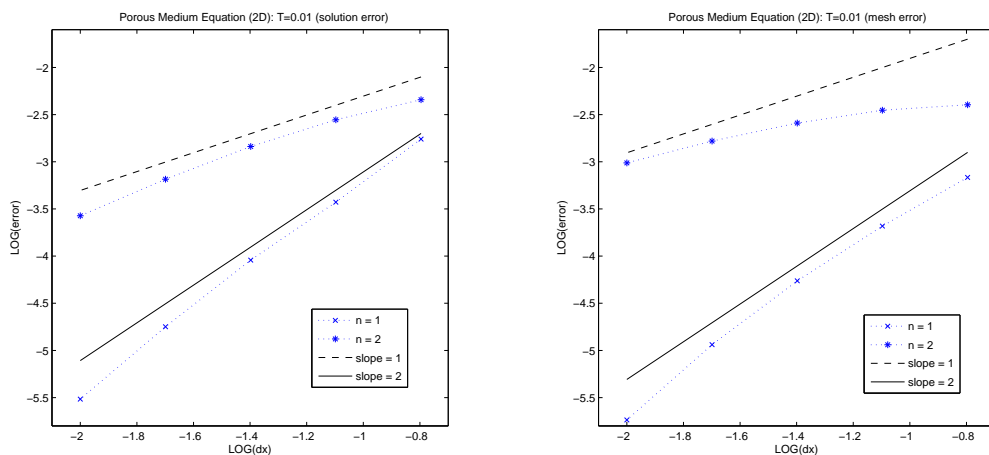 Porous Medium Equation (2D): T=0.01 (solution error)
−2
−2.5
−3
−3.5
−4
−4.5
−5
−5.5
LOG(error)
n = 1
n = 2
slope = 1
slope = 2
−2 −1.8 −1.6 −1.4 −1.2 −1 −0.8
LOG(dx)
Porous Medium Equation (2D): T=0.01 (mesh error)
−2
−2.5
−3
−3.5
−4
−4.5
−5
−5.5
LOG(error)
n = 1
n = 2
slope = 1
slope = 2
−2 −1.8 −1.6 −1.4 −1.2 −1 −0.8
LOG(dx)